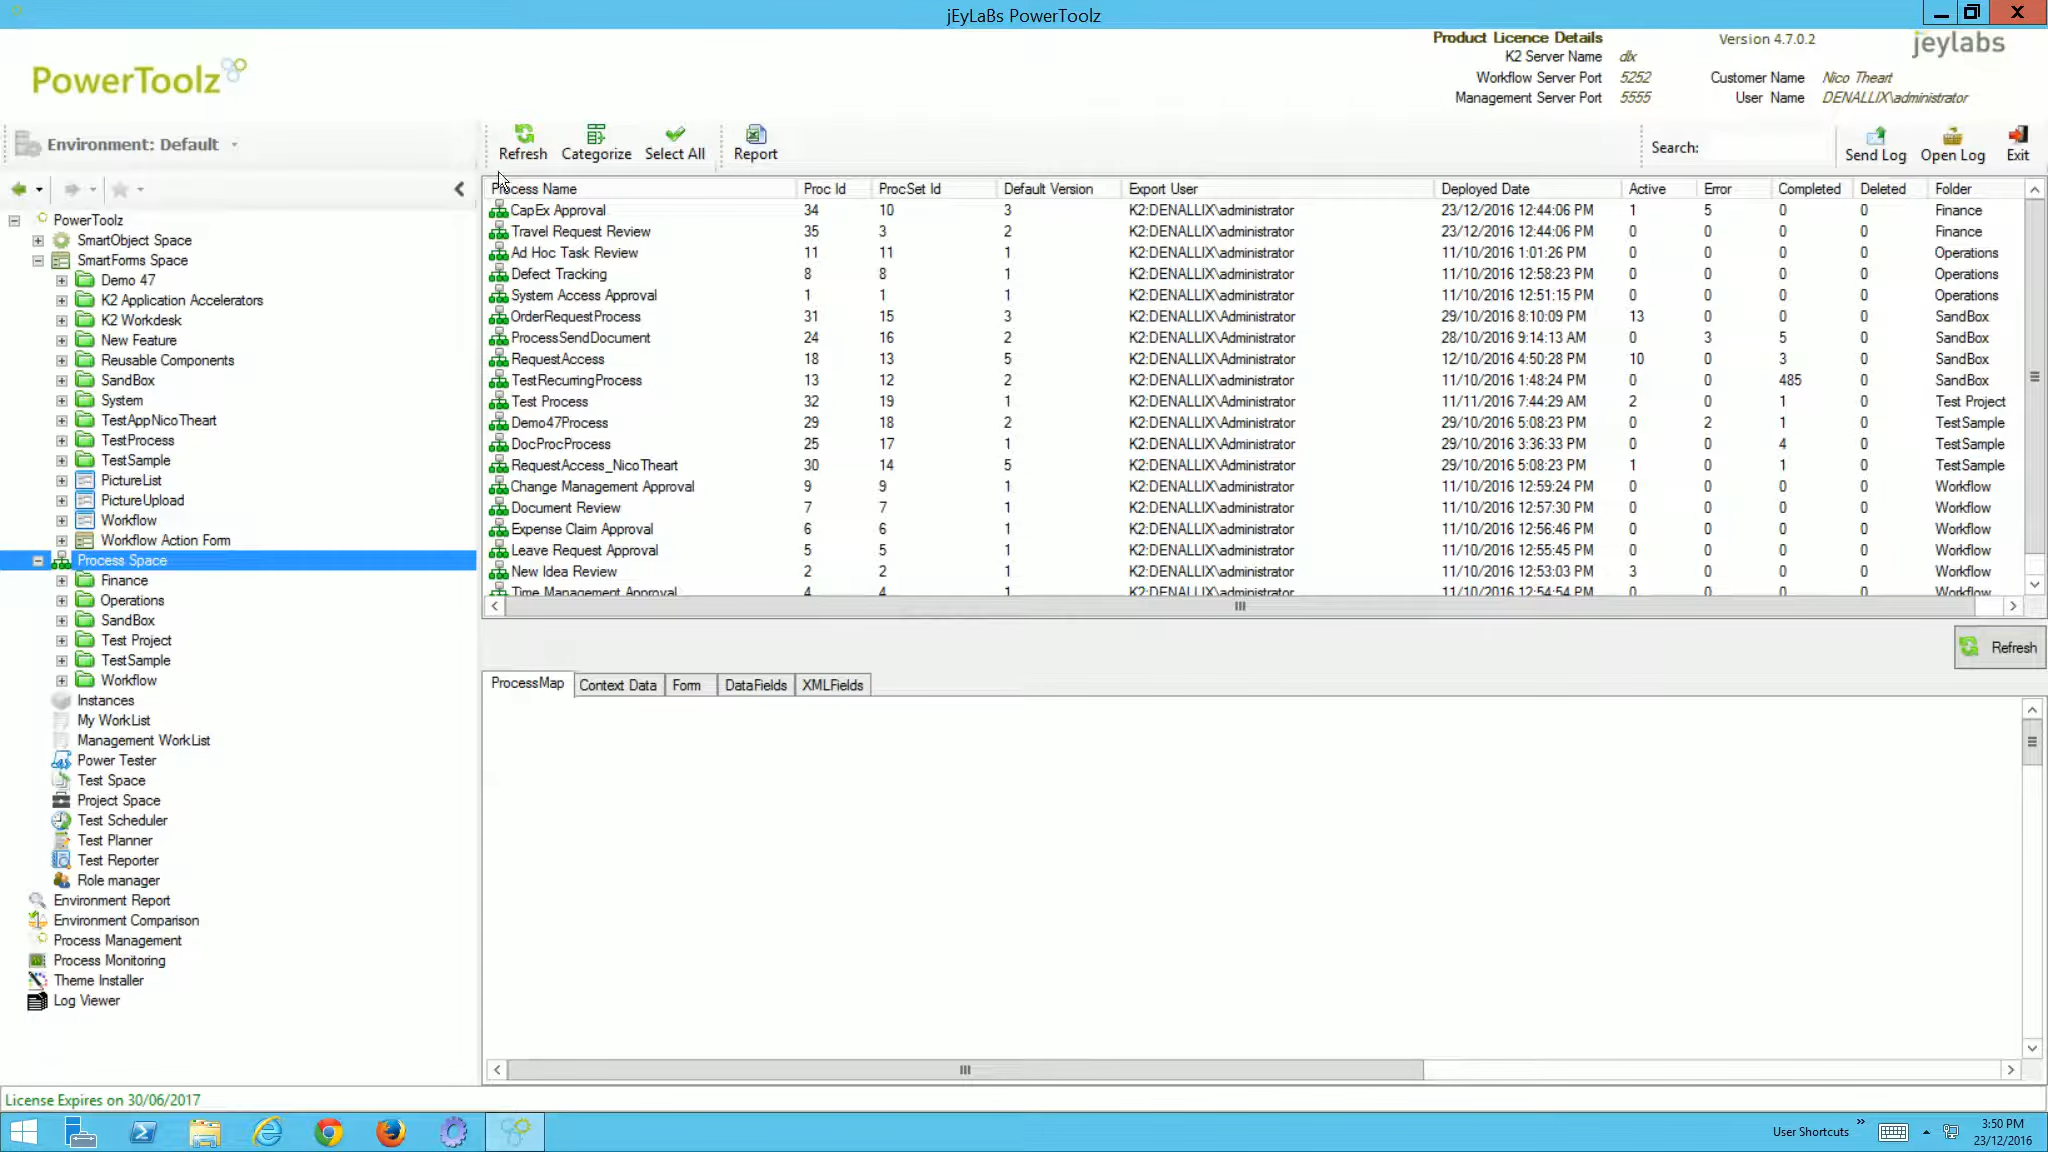 jEyLaBs PowerToolz
PowerToolz
Product Licence Details
K2 Server Name dlx
Workflow Server Port 5252
Management Server Port 5555
Version 4.7.0.2
Customer Name Nico Theart
User Name DENALLIX\administrator
jeylabs
Environment: Default
Refresh Categorize Select All Report
Search:
Send Log Open Log Exit
PowerToolz
SmartObject Space
SmartForms Space
Demo 47
K2 Application Accelerators
K2 Workdesk
New Feature
Reusable Components
SandBox
System
TestAppNicoTheart
TestProcess
TestSample
PictureList
PictureUpload
Workflow
Workflow Action Form
Process Space
Finance
Operations
SandBox
Test Project
TestSample
Workflow
Instances
My WorkList
Management WorkList
Power Tester
Test Space
Project Space
Test Scheduler
Test Planner
Test Reporter
Role manager
Environment Report
Environment Comparison
Process Management
Process Monitoring
Theme Installer
Log Viewer
Process Name Proc Id ProcSet Id Default Version Export User Deployed Date Active Error Completed Deleted Folder
CapEx Approval 34 10 3 K2:DENALLIX\administrator 23/12/2016 12:44:06 PM 1 5 0 0 Finance
Travel Request Review 35 3 2 K2:DENALLIX\administrator 23/12/2016 12:44:06 PM 0 0 0 0 Finance
Ad Hoc Task Review 11 11 1 K2:DENALLIX\administrator 11/10/2016 1:01:26 PM 0 0 0 0 Operations
Defect Tracking 8 8 1 K2:DENALLIX\administrator 11/10/2016 12:58:23 PM 0 0 0 0 Operations
System Access Approval 1 1 1 K2:DENALLIX\administrator 11/10/2016 12:51:15 PM 0 0 0 0 Operations
OrderRequestProcess 31 15 3 K2:DENALLIX\Administrator 29/10/2016 8:10:09 PM 13 0 0 0 SandBox
ProcessSendDocument 24 16 2 K2:DENALLIX\Administrator 28/10/2016 9:14:13 AM 0 3 5 0 SandBox
RequestAccess 18 13 5 K2:DENALLIX\Administrator 12/10/2016 4:50:28 PM 10 0 3 0 SandBox
TestRecurringProcess 13 12 2 K2:DENALLIX\Administrator 11/10/2016 1:48:24 PM 0 0 485 0 SandBox
Test Process 32 19 1 K2:DENALLIX\Administrator 11/11/2016 7:44:29 AM 2 0 1 0 Test Project
Demo47Process 29 18 2 K2:DENALLIX\Administrator 29/10/2016 5:08:23 PM 0 2 1 0 TestSample
DocProcProcess 25 17 1 K2:DENALLIX\Administrator 29/10/2016 3:36:33 PM 0 0 4 0 TestSample
RequestAccess_NicoTheart 30 14 5 K2:DENALLIX\Administrator 29/10/2016 5:08:23 PM 1 0 1 0 TestSample
Change Management Approval 9 9 1 K2:DENALLIX\administrator 11/10/2016 12:59:24 PM 0 0 0 0 Workflow
Document Review 7 7 1 K2:DENALLIX\administrator 11/10/2016 12:57:30 PM 0 0 0 0 Workflow
Expense Claim Approval 6 6 1 K2:DENALLIX\administrator 11/10/2016 12:56:46 PM 0 0 0 0 Workflow
Leave Request Approval 5 5 1 K2:DENALLIX\administrator 11/10/2016 12:55:45 PM 0 0 0 0 Workflow
New Idea Review 2 2 1 K2:DENALLIX\administrator 11/10/2016 12:53:03 PM 3 0 0 0 Workflow
Time Management Approval 4 4 1 K2:DENALLIX\administrator 11/10/2016 12:54:54 PM 0 0 0 0 Workflow
Refresh
ProcessMap Context Data Form DataFields XMLFields
License Expires on 30/06/2017
User Shortcuts
3:50 PM
23/12/2016